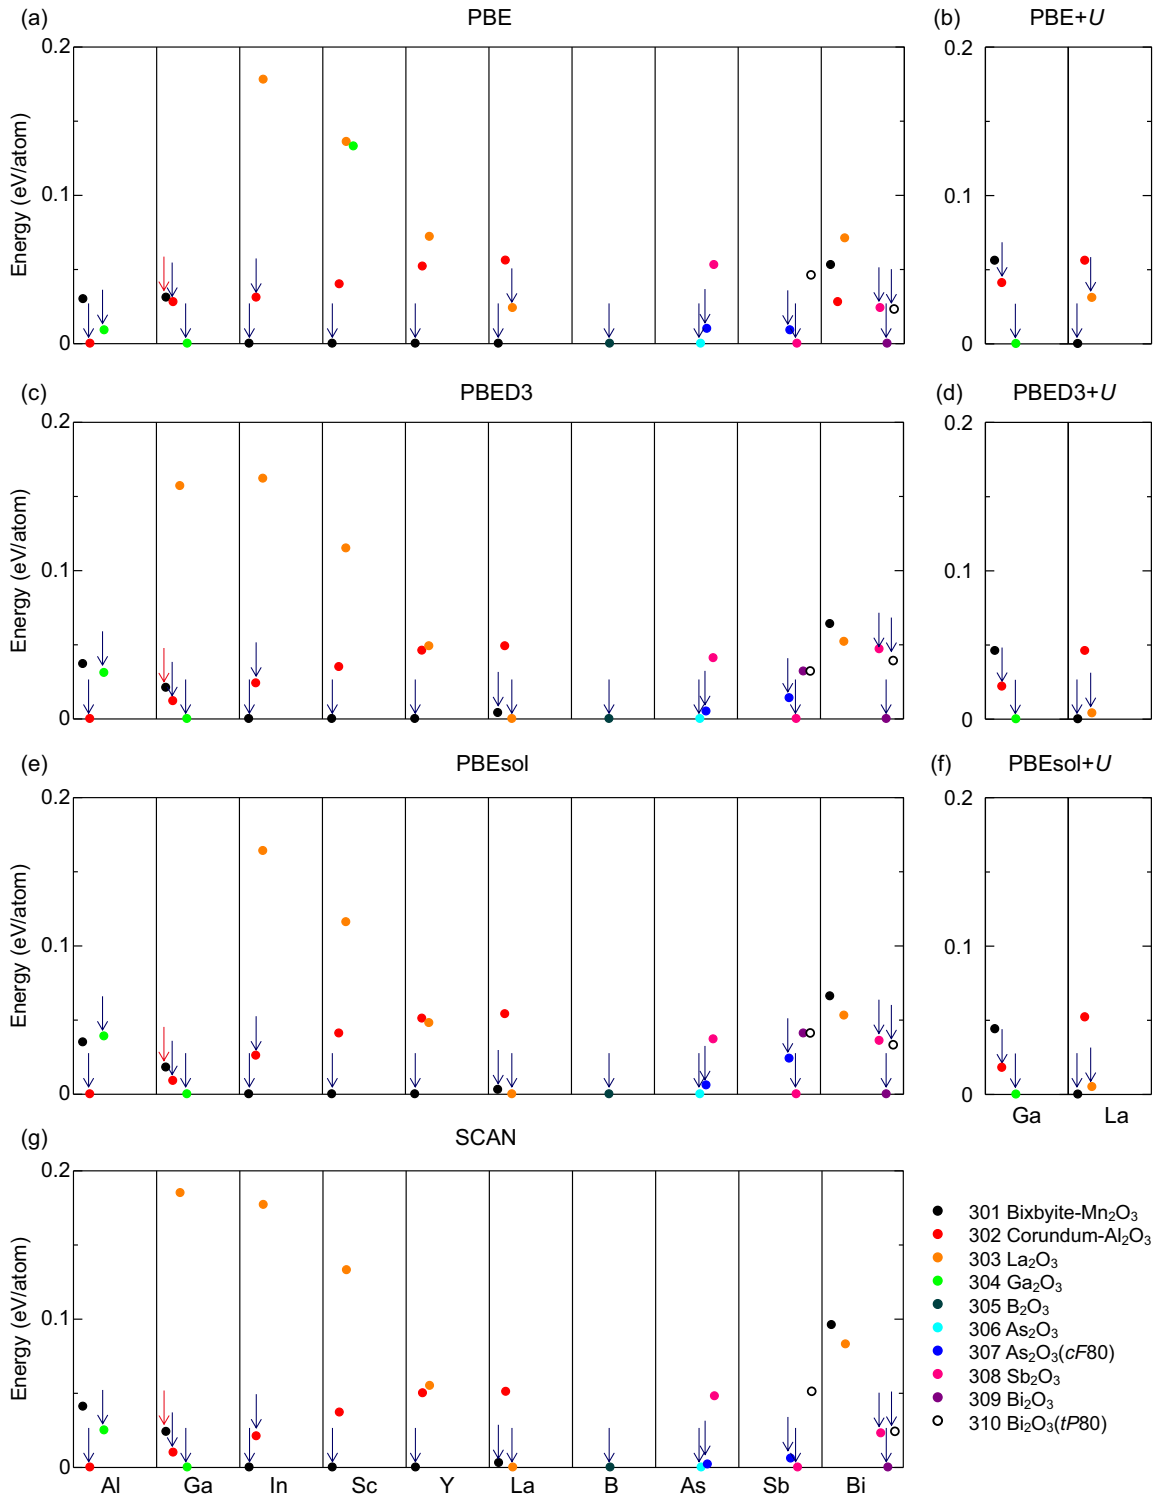 (a) PBE (b) PBE+U
0.2
0.1
0
Energy (eV/atom)
0.2
0.1
0
(c) PBED3 (d) PBED3+U
0.2
0.1
0
Energy (eV/atom)
0.2
0.1
0
(e) PBEsol (f) PBEsol+U
0.2
0.1
0
Energy (eV/atom)
0.2
0.1
0
Ga La
(g) SCAN
0.2
0.1
0
Energy (eV/atom)
Al Ga In Sc Y La B As Sb Bi
301 Bixbyite-Mn₂O₃
302 Corundum-Al₂O₃
303 La₂O₃
304 Ga₂O₃
305 B₂O₃
306 As₂O₃
307 As₂O₃(cF80)
308 Sb₂O₃
309 Bi₂O₃
310 Bi₂O₃(tP80)